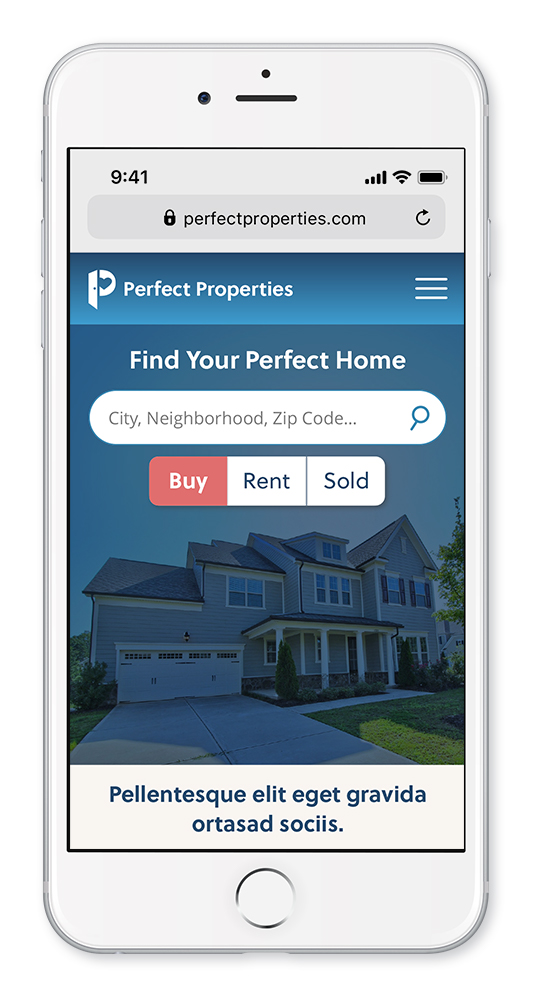 9:41
perfectproperties.com
Perfect Properties
Find Your Perfect Home
City, Neighborhood, Zip Code...
Buy Rent Sold
Pellentesque elit eget gravida
ortasad sociis.